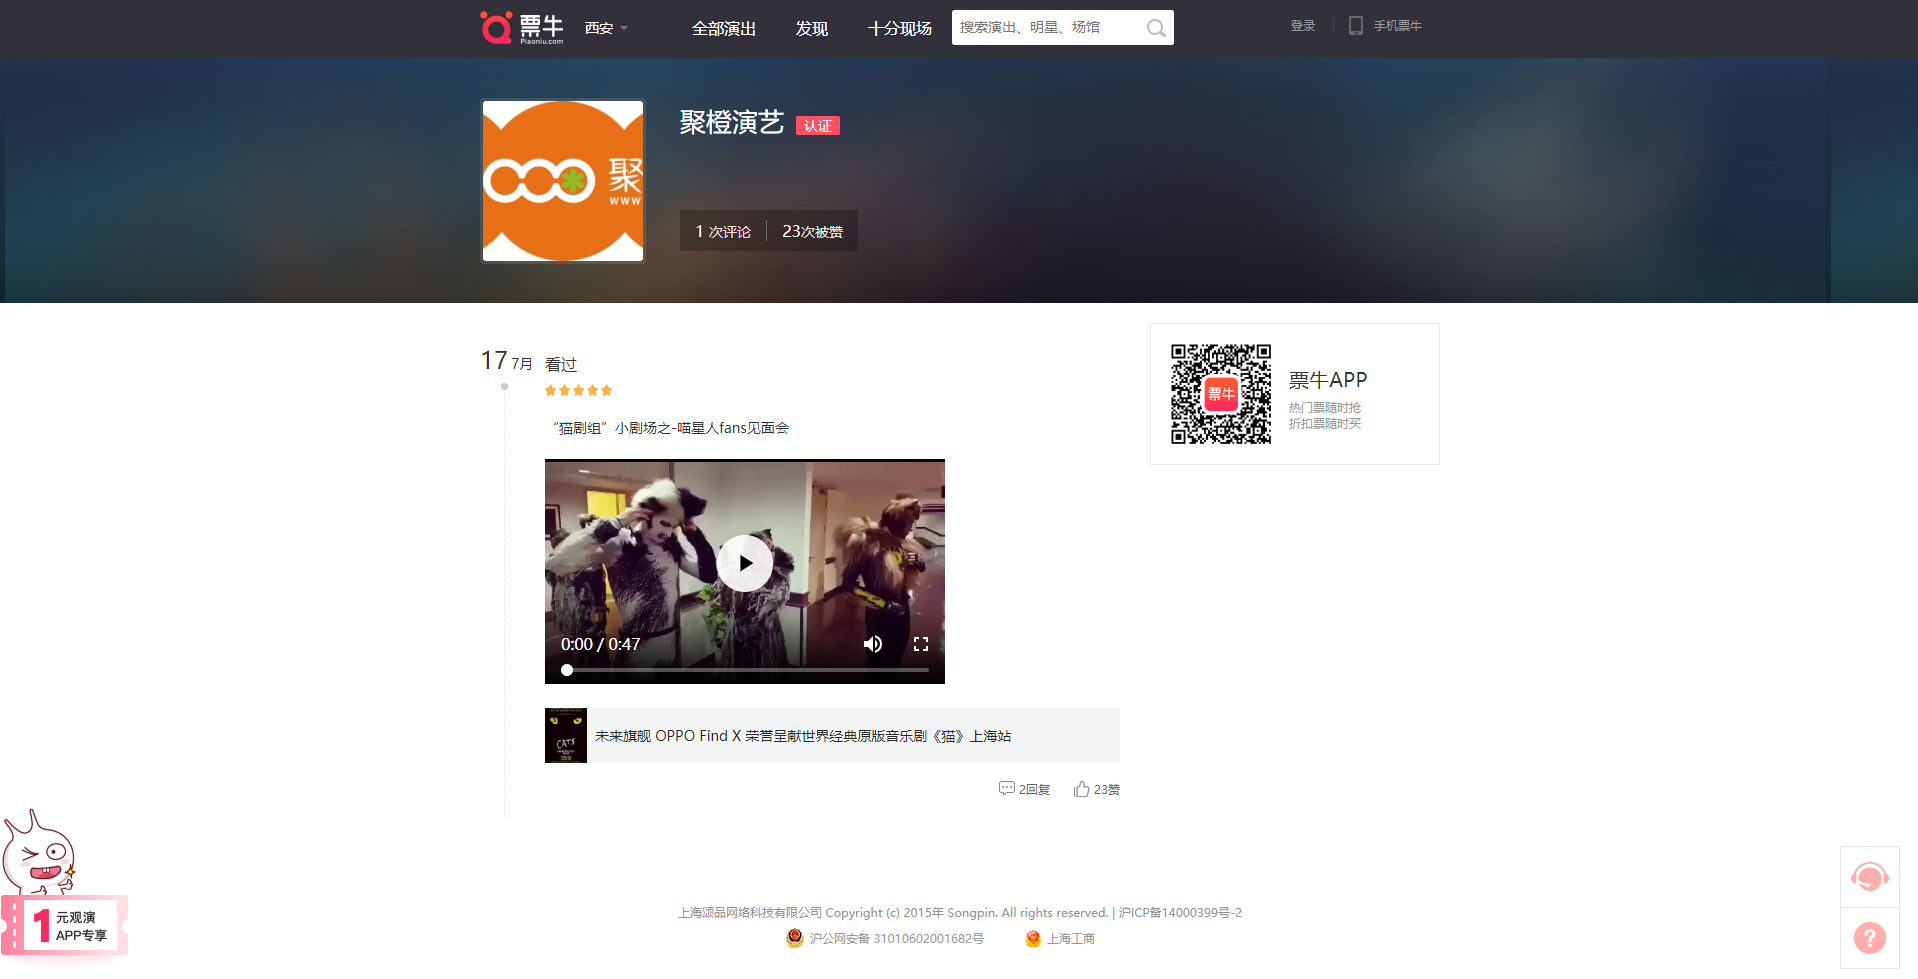 票牛
Piaoniu.com
西安
全部演出
发现
十分现场
搜索演出、明星、场馆
登录
手机票牛
聚
WWW
聚橙演艺
认证
1 次评论
23次被赞
17 7月
看过
“猫剧组”小剧场之-喵星人fans见面会
0:00 / 0:47
票牛
票牛APP
热门票随时抢
折扣票随时买
CATS
未来旗舰 OPPO Find X 荣誉呈献世界经典原版音乐剧《猫》上海站
2回复
23赞
1
元观演
APP专享
上海颂品网络科技有限公司 Copyright (c) 2015年 Songpin. All rights reserved. | 沪ICP备14000399号-2
沪公网安备 31010602001682号
上海工商
?